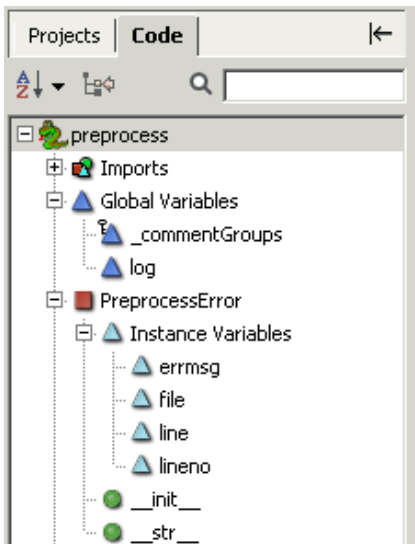 Projects Code
preprocess
Imports
Global Variables
_commentGroups
log
PreprocessError
Instance Variables
errmsg
file
line
lineno
__init__
__str__